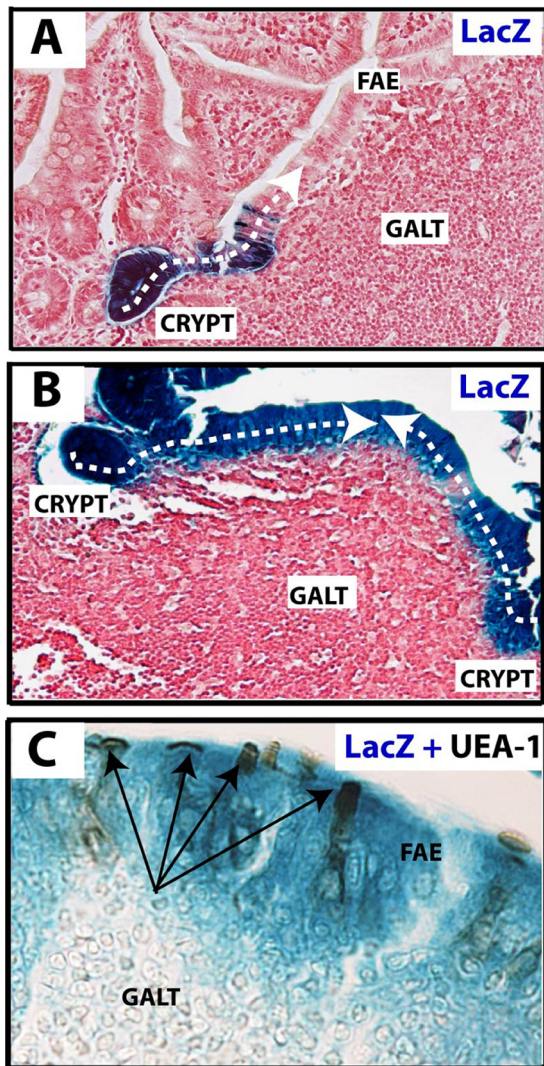 A
LacZ
FAE
GALT
CRYPT
B
LacZ
CRYPT
GALT
CRYPT
C
LacZ + UEA-1
FAE
GALT